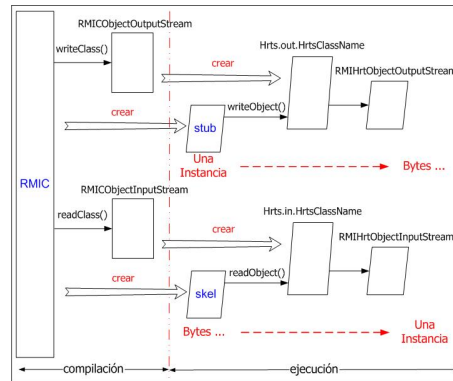 RMICObjectOutputStream
writeClass()
crear
Hrts.out.HrtsClassName
RMIHrtObjectOutputStream
crear
stub
writeObject()
Una
Instancia
Bytes ...
RMIC
RMICObjectInputStream
readClass()
crear
Hrts.in.HrtsClassName
RMIHrtObjectInputStream
crear
skel
readObject()
Bytes ...
Una
Instancia
compilación
ejecución